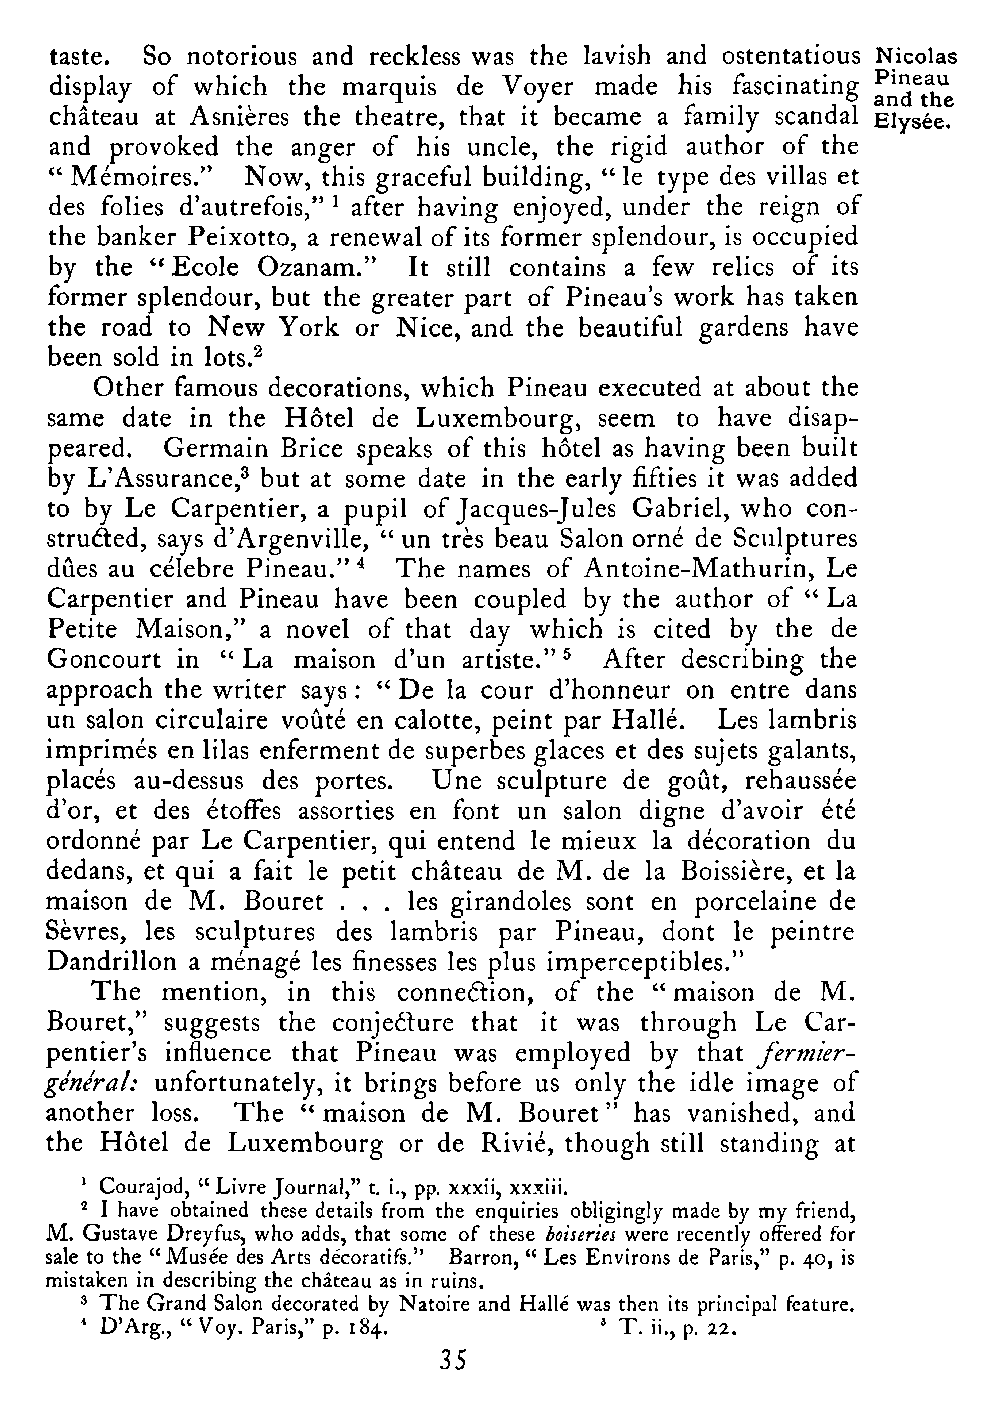 taste. So notorious and reckless was the lavish and ostentatious
display of which the marquis de Voyer made his fascinating
château at Asnières the theatre, that it became a family scandal
and provoked the anger of his uncle, the rigid author of the
“Mémoires.” Now, this graceful building, “le type des villas et
des folies d’autrefois,” ¹ after having enjoyed, under the reign of
the banker Peixotto, a renewal of its former splendour, is occupied
by the “Ecole Ozanam.” It still contains a few relics of its
former splendour, but the greater part of Pineau’s work has taken
the road to New York or Nice, and the beautiful gardens have
been sold in lots.²
Nicolas
Pineau
and the
Elysée.
Other famous decorations, which Pineau executed at about the
same date in the Hôtel de Luxembourg, seem to have disap-
peared. Germain Brice speaks of this hôtel as having been built
by L’Assurance,³ but at some date in the early fifties it was added
to by Le Carpentier, a pupil of Jacques-Jules Gabriel, who con-
structed, says d’Argenville, “un très beau Salon orné de Sculptures
dûes au célebre Pineau.” ⁴ The names of Antoine-Mathurin, Le
Carpentier and Pineau have been coupled by the author of “La
Petite Maison,” a novel of that day which is cited by the de
Goncourt in “La maison d’un artiste.” ⁵ After describing the
approach the writer says: “De la cour d’honneur on entre dans
un salon circulaire voûté en calotte, peint par Hallé. Les lambris
imprimés en lilas enferment de superbes glaces et des sujets galants,
placés au-dessus des portes. Une sculpture de goût, rehaussée
d’or, et des étoffes assorties en font un salon digne d’avoir été
ordonné par Le Carpentier, qui entend le mieux la décoration du
dedans, et qui a fait le petit château de M. de la Boissière, et la
maison de M. Bouret . . . les girandoles sont en porcelaine de
Sèvres, les sculptures des lambris par Pineau, dont le peintre
Dandrillon a ménagé les finesses les plus imperceptibles.”
The mention, in this connection, of the “maison de M.
Bouret,” suggests the conjecture that it was through Le Car-
pentier’s influence that Pineau was employed by that fermier-
général: unfortunately, it brings before us only the idle image of
another loss. The “maison de M. Bouret” has vanished, and
the Hôtel de Luxembourg or de Rivié, though still standing at
¹ Courajod, “Livre Journal,” t. i., pp. xxxii, xxxiii.
² I have obtained these details from the enquiries obligingly made by my friend,
M. Gustave Dreyfus, who adds, that some of these boiseries were recently offered for
sale to the “Musée des Arts décoratifs.” Barron, “Les Environs de Paris,” p. 40, is
mistaken in describing the château as in ruins.
³ The Grand Salon decorated by Natoire and Hallé was then its principal feature.
⁴ D’Arg., “Voy. Paris,” p. 184. ⁵ T. ii., p. 22.
35